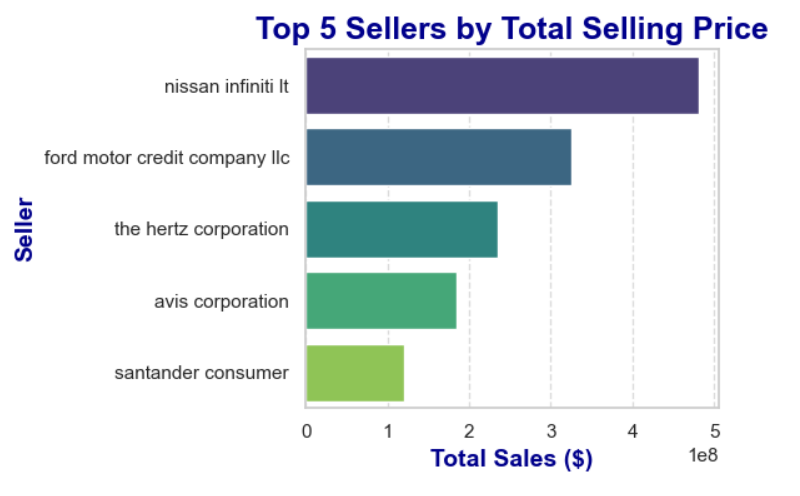 Top 5 Sellers by Total Selling Price
Seller
nissan infiniti lt
ford motor credit company llc
the hertz corporation
avis corporation
santander consumer
0 1 2 3 4 5
1e8
Total Sales ($)